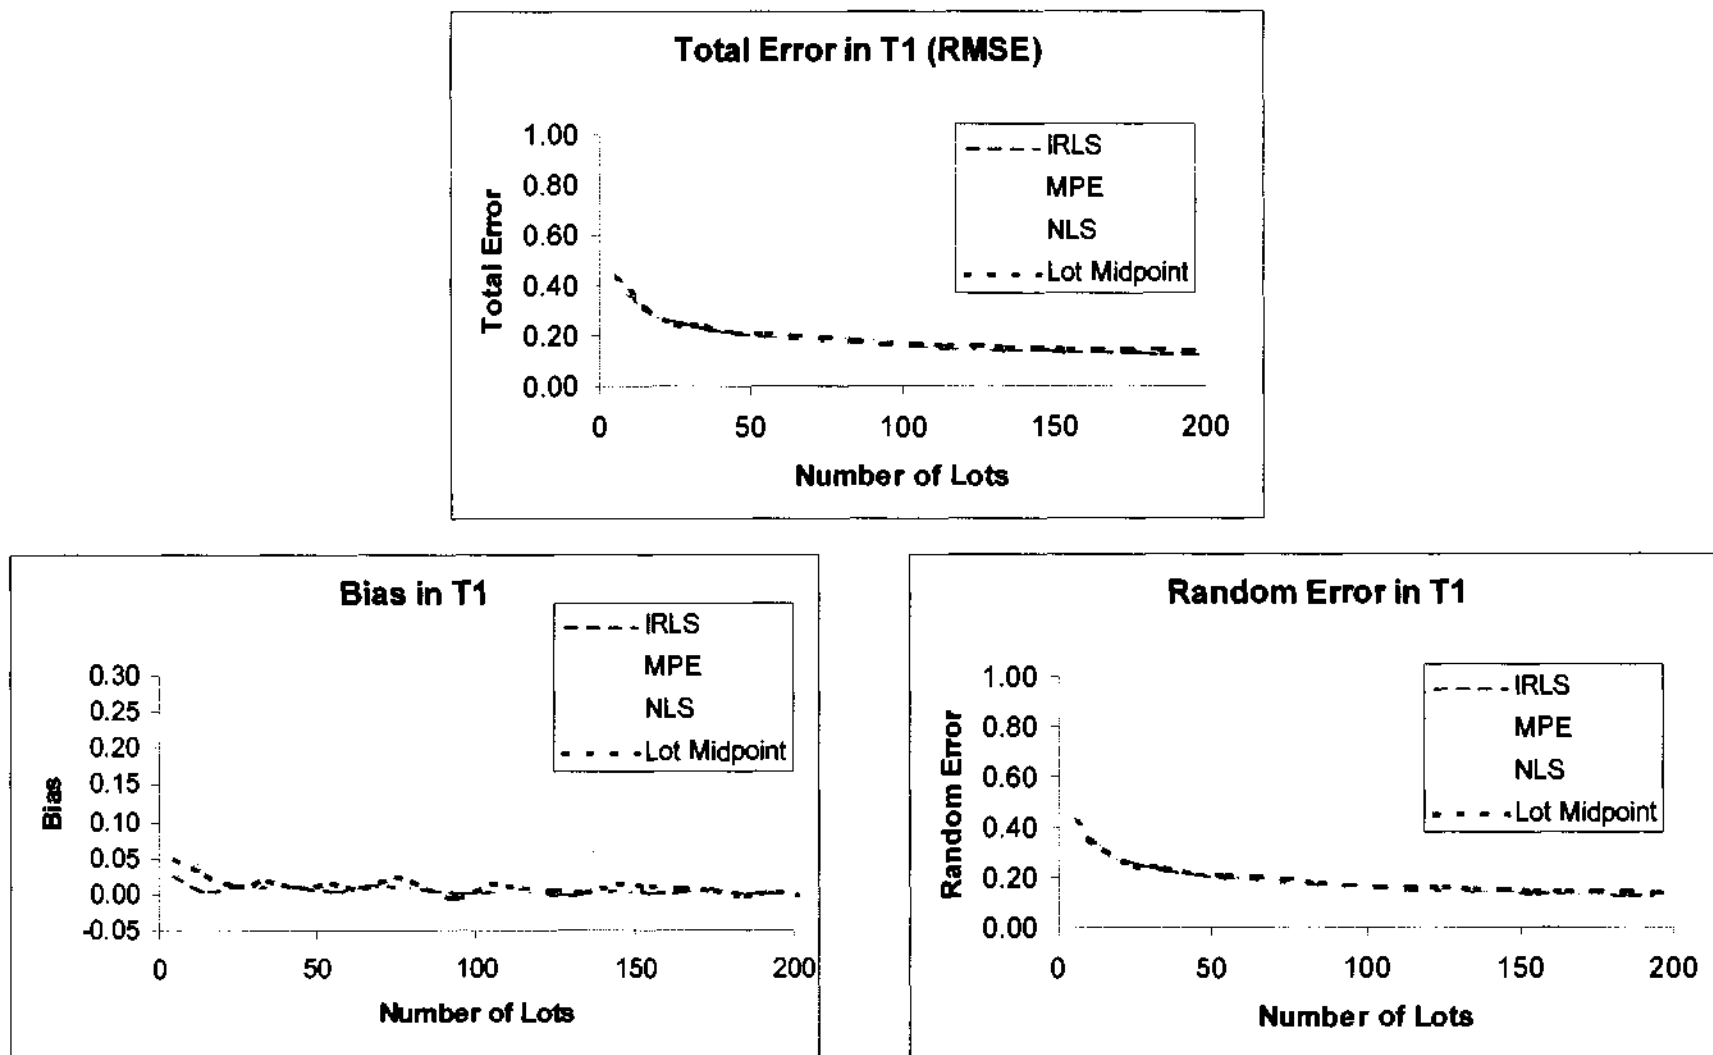 Total Error in T1 (RMSE)
1.00
0.80
0.60
0.40
0.20
0.00
Total Error
0
50
100
150
200
Number of Lots
IRLS
MPE
NLS
Lot Midpoint
Bias in T1
0.30
0.25
0.20
0.15
0.10
0.05
0.00
-0.05
Bias
0
50
100
150
200
Number of Lots
IRLS
MPE
NLS
Lot Midpoint
Random Error in T1
1.00
0.80
0.60
0.40
0.20
0.00
Random Error
0
50
100
150
200
Number of Lots
IRLS
MPE
NLS
Lot Midpoint